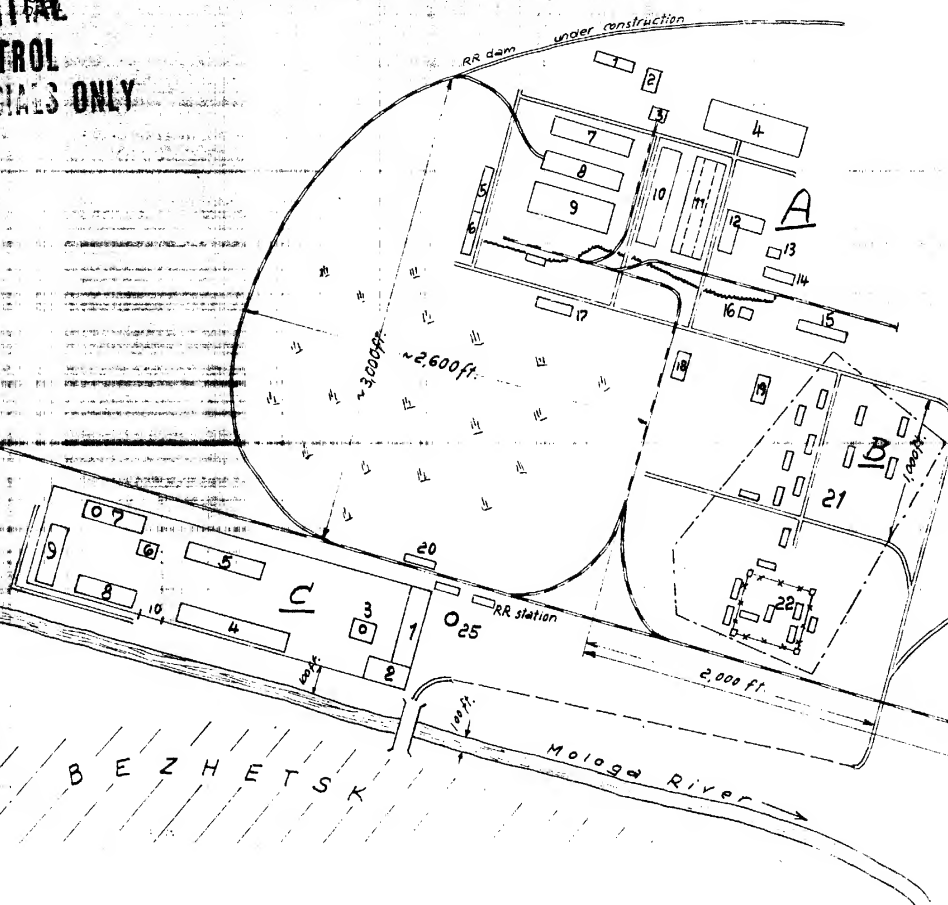 TROL
CIALS ONLY
RR dam under construction
1
2
3
4
A
5
6
7
8
9
10
11
12
13
14
15
16
17
18
19
~3,000 ft.
~2,600 ft.
B
1,000 ft.
21
22
20
RR station
25
C
1
2
3
4
5
6
7
8
9
10
100 ft.
100 ft.
2,000 ft
Mologa River
BEZHETSK